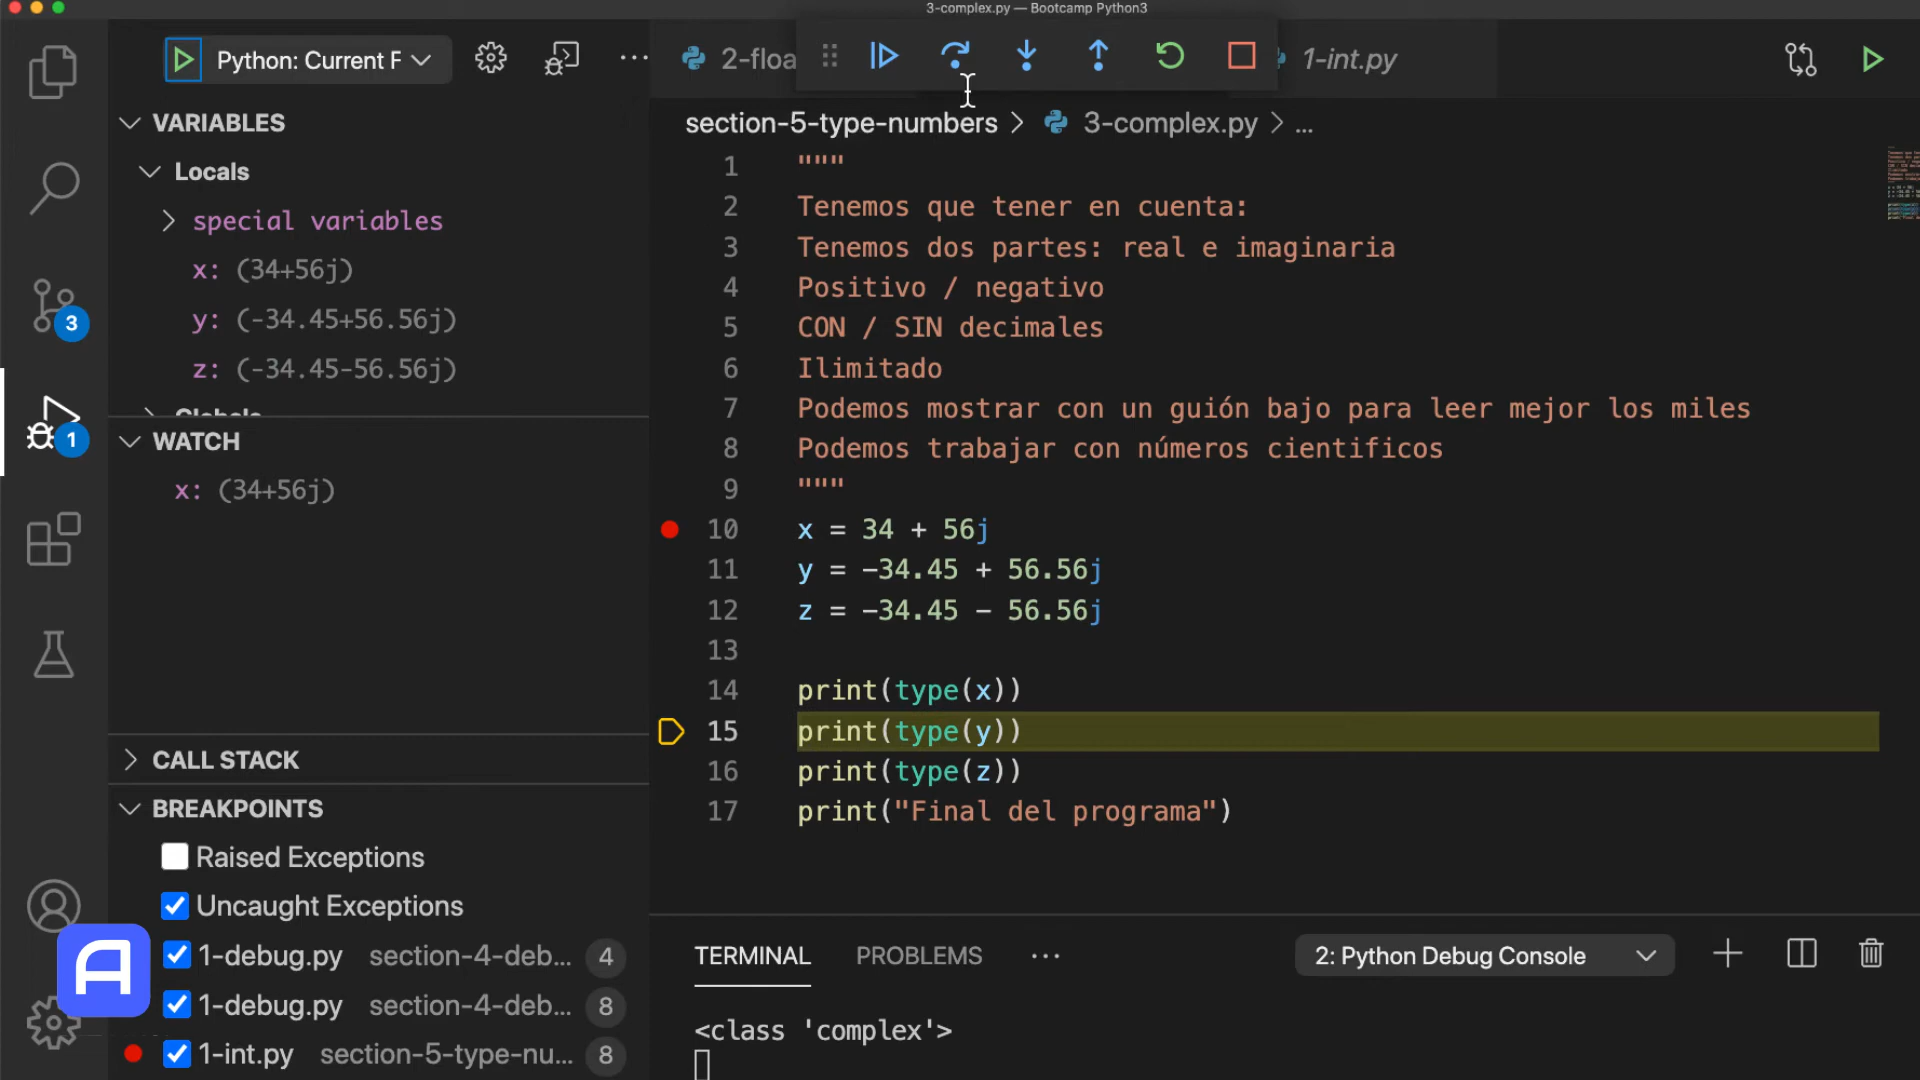 3-complex.py — Bootcamp Python3
Python: Current F
2-floa
1-int.py
VARIABLES
Locals
special variables
x: (34+56j)
y: (-34.45+56.56j)
z: (-34.45-56.56j)
Globals
WATCH
x: (34+56j)
CALL STACK
BREAKPOINTS
Raised Exceptions
Uncaught Exceptions
1-debug.py section-4-deb... 4
1-debug.py section-4-deb... 8
1-int.py section-5-type-nu... 8
3
1
section-5-type-numbers > 3-complex.py > ...
1 """
2 Tenemos que tener en cuenta:
3 Tenemos dos partes: real e imaginaria
4 Positivo / negativo
5 CON / SIN decimales
6 Ilimitado
7 Podemos mostrar con un guión bajo para leer mejor los miles
8 Podemos trabajar con números cientificos
9 """
10 x = 34 + 56j
11 y = -34.45 + 56.56j
12 z = -34.45 - 56.56j
13
14 print(type(x))
15 print(type(y))
16 print(type(z))
17 print("Final del programa")
TERMINAL PROBLEMS ...
2: Python Debug Console
<class 'complex'>